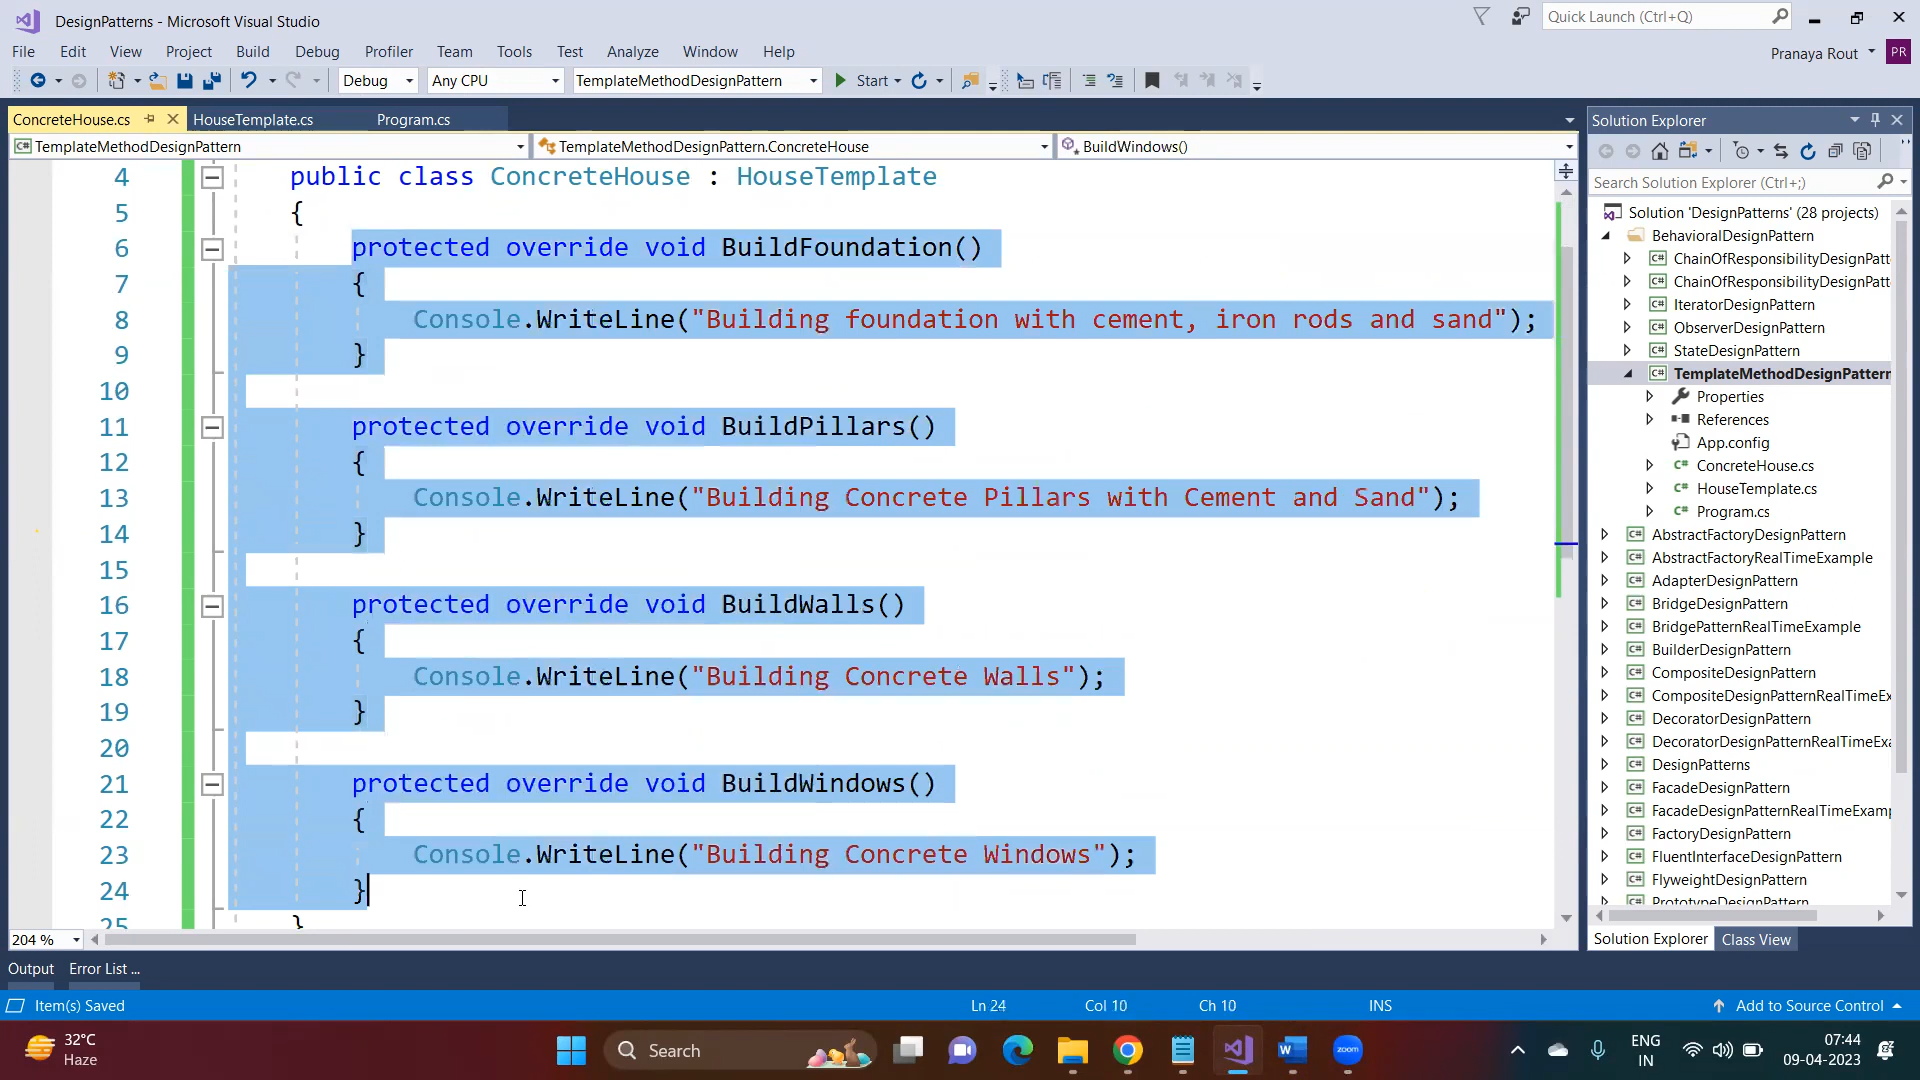 DesignPatterns - Microsoft Visual Studio
Quick Launch (Ctrl+Q)
File Edit View Project Build Debug Profiler Team Tools Test Analyze Window Help
Pranaya Rout PR
Debug Any CPU TemplateMethodDesignPattern Start
ConcreteHouse.cs HouseTemplate.cs Program.cs
TemplateMethodDesignPattern TemplateMethodDesignPattern.ConcreteHouse BuildWindows()
4 public class ConcreteHouse : HouseTemplate
5 {
6 protected override void BuildFoundation()
7 {
8 Console.WriteLine("Building foundation with cement, iron rods and sand");
9 }
10
11 protected override void BuildPillars()
12 {
13 Console.WriteLine("Building Concrete Pillars with Cement and Sand");
14 }
15
16 protected override void BuildWalls()
17 {
18 Console.WriteLine("Building Concrete Walls");
19 }
20
21 protected override void BuildWindows()
22 {
23 Console.WriteLine("Building Concrete Windows");
24 }
25 }
204 %
Solution Explorer
Search Solution Explorer (Ctrl+;)
Solution 'DesignPatterns' (28 projects)
BehavioralDesignPattern
C# ChainOfResponsibilityDesignPatt
C# ChainOfResponsibilityDesignPatt
C# IteratorDesignPattern
C# ObserverDesignPattern
C# StateDesignPattern
C# TemplateMethodDesignPattern
Properties
References
App.config
C# ConcreteHouse.cs
C# HouseTemplate.cs
C# Program.cs
C# AbstractFactoryDesignPattern
C# AbstractFactoryRealTimeExample
C# AdapterDesignPattern
C# BridgeDesignPattern
C# BridgePatternRealTimeExample
C# BuilderDesignPattern
C# CompositeDesignPattern
C# CompositeDesignPatternRealTimeEx
C# DecoratorDesignPattern
C# DecoratorDesignPatternRealTimeExa
C# DesignPatterns
C# FacadeDesignPattern
C# FacadeDesignPatternRealTimeExamp
C# FactoryDesignPattern
C# FluentInterfaceDesignPattern
C# FlyweightDesignPattern
C# PrototypeDesignPattern
Solution Explorer Class View
Output Error List ...
Item(s) Saved Ln 24 Col 10 Ch 10 INS Add to Source Control
32°C
Haze
Search
zoom
ENG
IN
07:44
09-04-2023